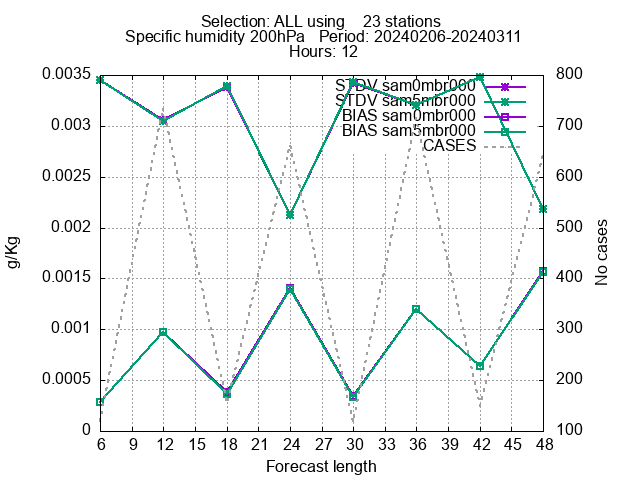 Selection: ALL using    23 stations
Specific humidity 200hPa   Period: 20240206-20240311
Hours: 12
STDV sam0mbr000
STDV sam5mbr000
BIAS sam0mbr000
BIAS sam5mbr000
CASES
0.0035
0.003
0.0025
0.002
0.0015
0.001
0.0005
0
g/Kg
800
700
600
500
400
300
200
100
No cases
6 9 12 15 18 21 24 27 30 33 36 39 42 45 48
Forecast length